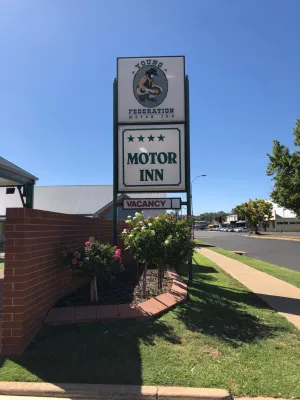 · YOUNG ·
FEDERATION
MOTOR INN
★★★★
MOTOR
INN
VACANCY